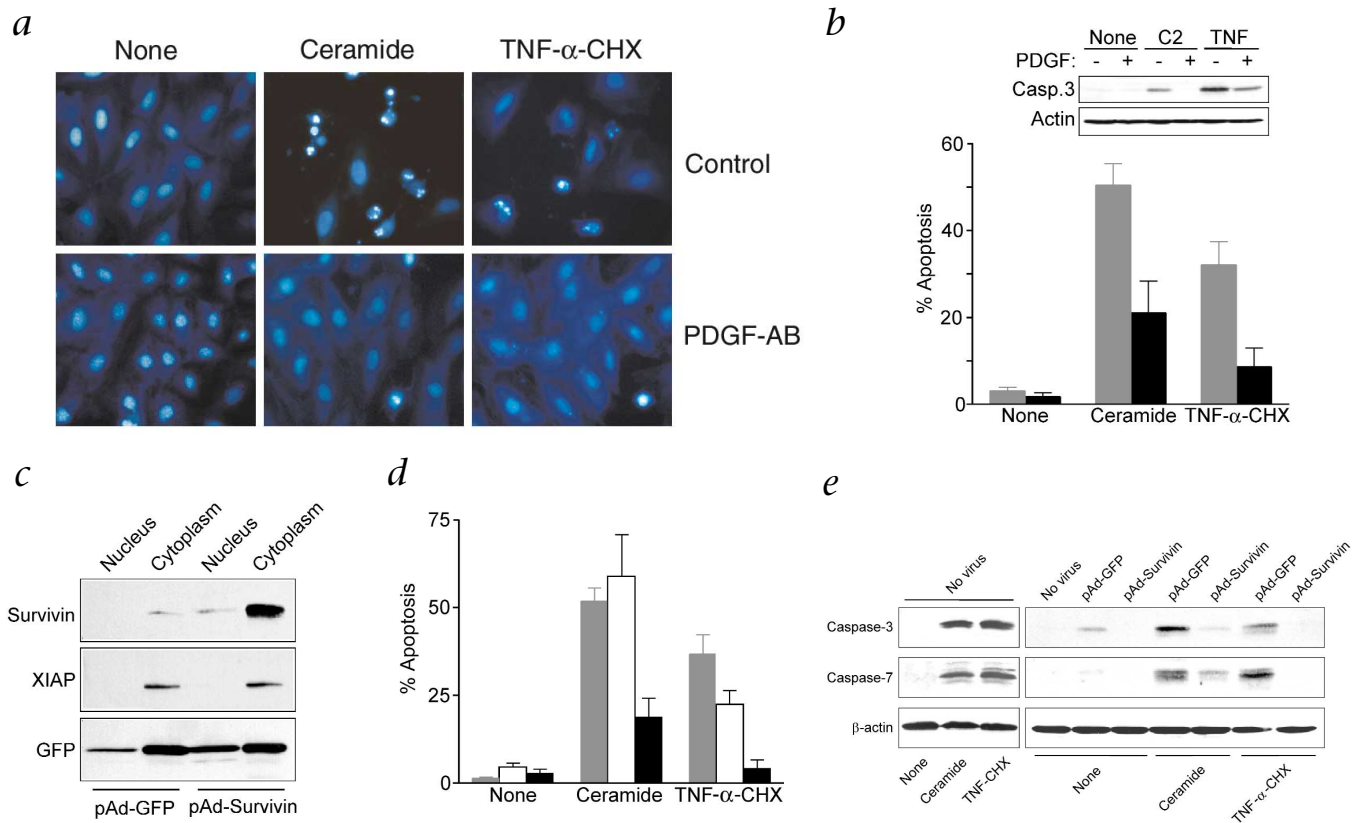 a
None Ceramide TNF-α-CHX
Control
PDGF-AB
b
None C2 TNF
PDGF: - + - + - +
Casp.3
Actin
60
40
20
0
% Apoptosis
None Ceramide TNF-α-CHX
c
Nucleus Cytoplasm Nucleus Cytoplasm
Survivin
XIAP
GFP
pAd-GFP pAd-Survivin
d
75
50
25
0
% Apoptosis
None Ceramide TNF-α-CHX
e
No virus
No virus pAd-GFP pAd-Survivin pAd-GFP pAd-Survivin pAd-GFP pAd-Survivin
Caspase-3
Caspase-7
β-actin
None Ceramide TNF-CHX
None Ceramide TNF-α-CHX